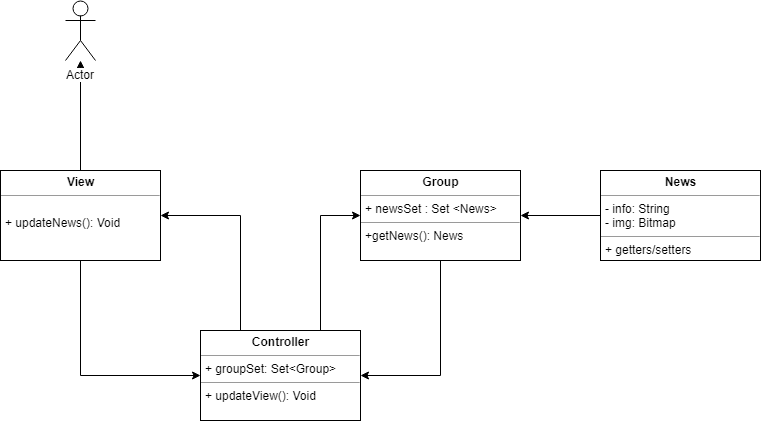 Actor
View
+ updateNews(): Void
Group
+ newsSet : Set <News>
+getNews(): News
News
- info: String
- img: Bitmap
+ getters/setters
Controller
+ groupSet: Set<Group>
+ updateView(): Void